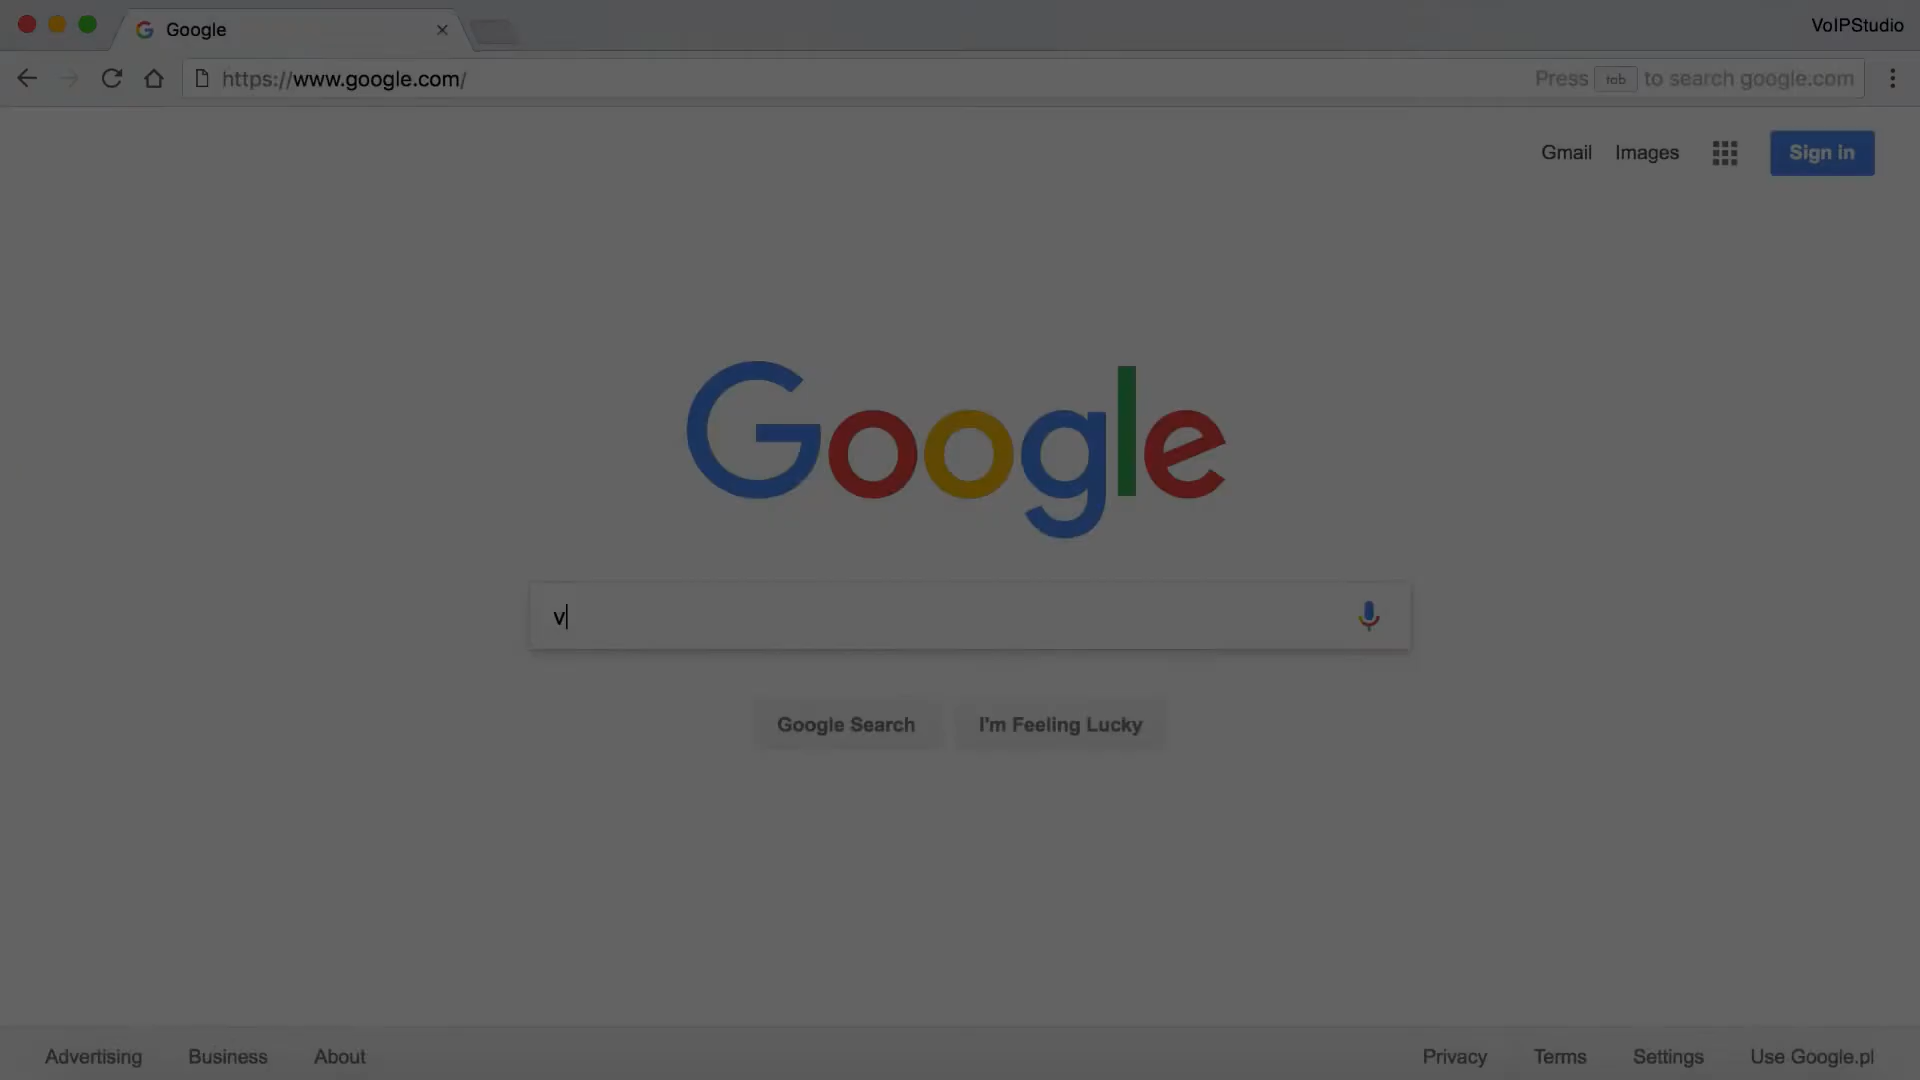 Google
VoIPStudio
https://www.google.com/
Press tab to search google.com
Gmail Images Sign in
Google
v
Google Search I'm Feeling Lucky
Advertising Business About Privacy Terms Settings Use Google.pl